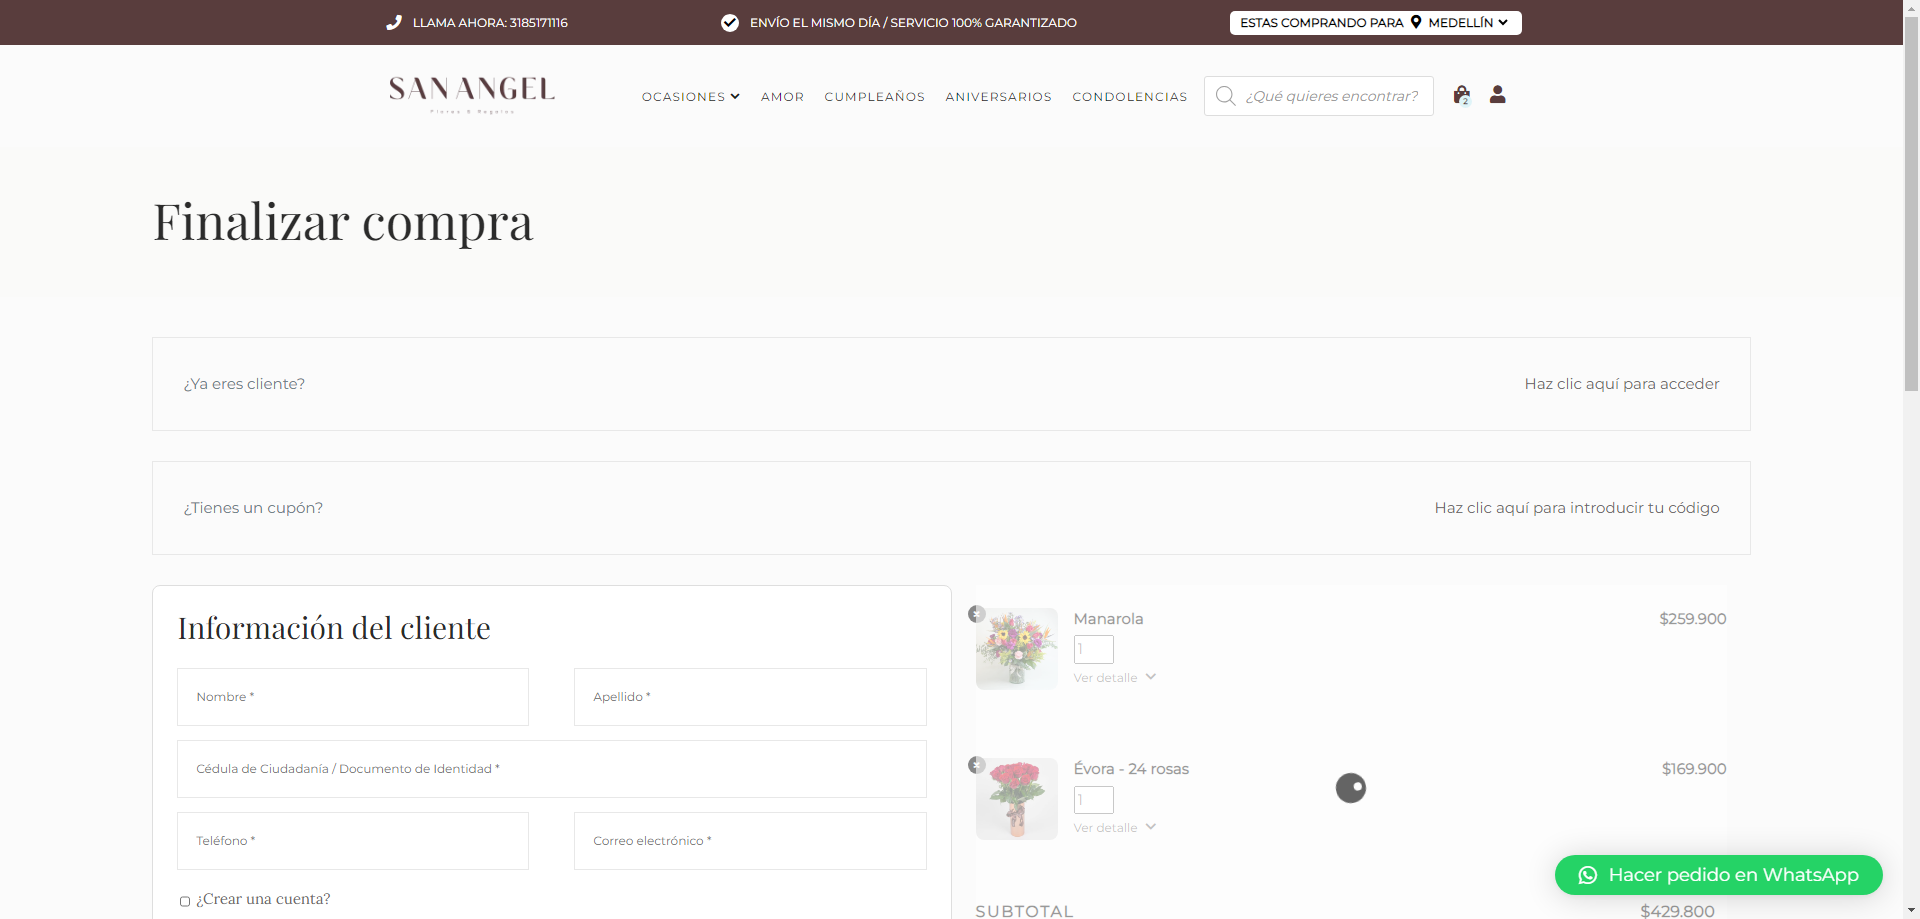 LLAMA AHORA: 3185171116
ENVÍO EL MISMO DÍA / SERVICIO 100% GARANTIZADO
ESTAS COMPRANDO PARA MEDELLÍN
SAN ANGEL
Flores & Regalos
OCASIONES
AMOR
CUMPLEAÑOS
ANIVERSARIOS
CONDOLENCIAS
¿Qué quieres encontrar?
2
Finalizar compra
¿Ya eres cliente?
Haz clic aquí para acceder
¿Tienes un cupón?
Haz clic aquí para introducir tu código
Información del cliente
Nombre *
Apellido *
Cédula de Ciudadanía / Documento de Identidad *
Teléfono *
Correo electrónico *
¿Crear una cuenta?
Manarola
$259.900
1
Ver detalle
Évora - 24 rosas
$169.900
1
Ver detalle
Hacer pedido en WhatsApp
SUBTOTAL
$429.800